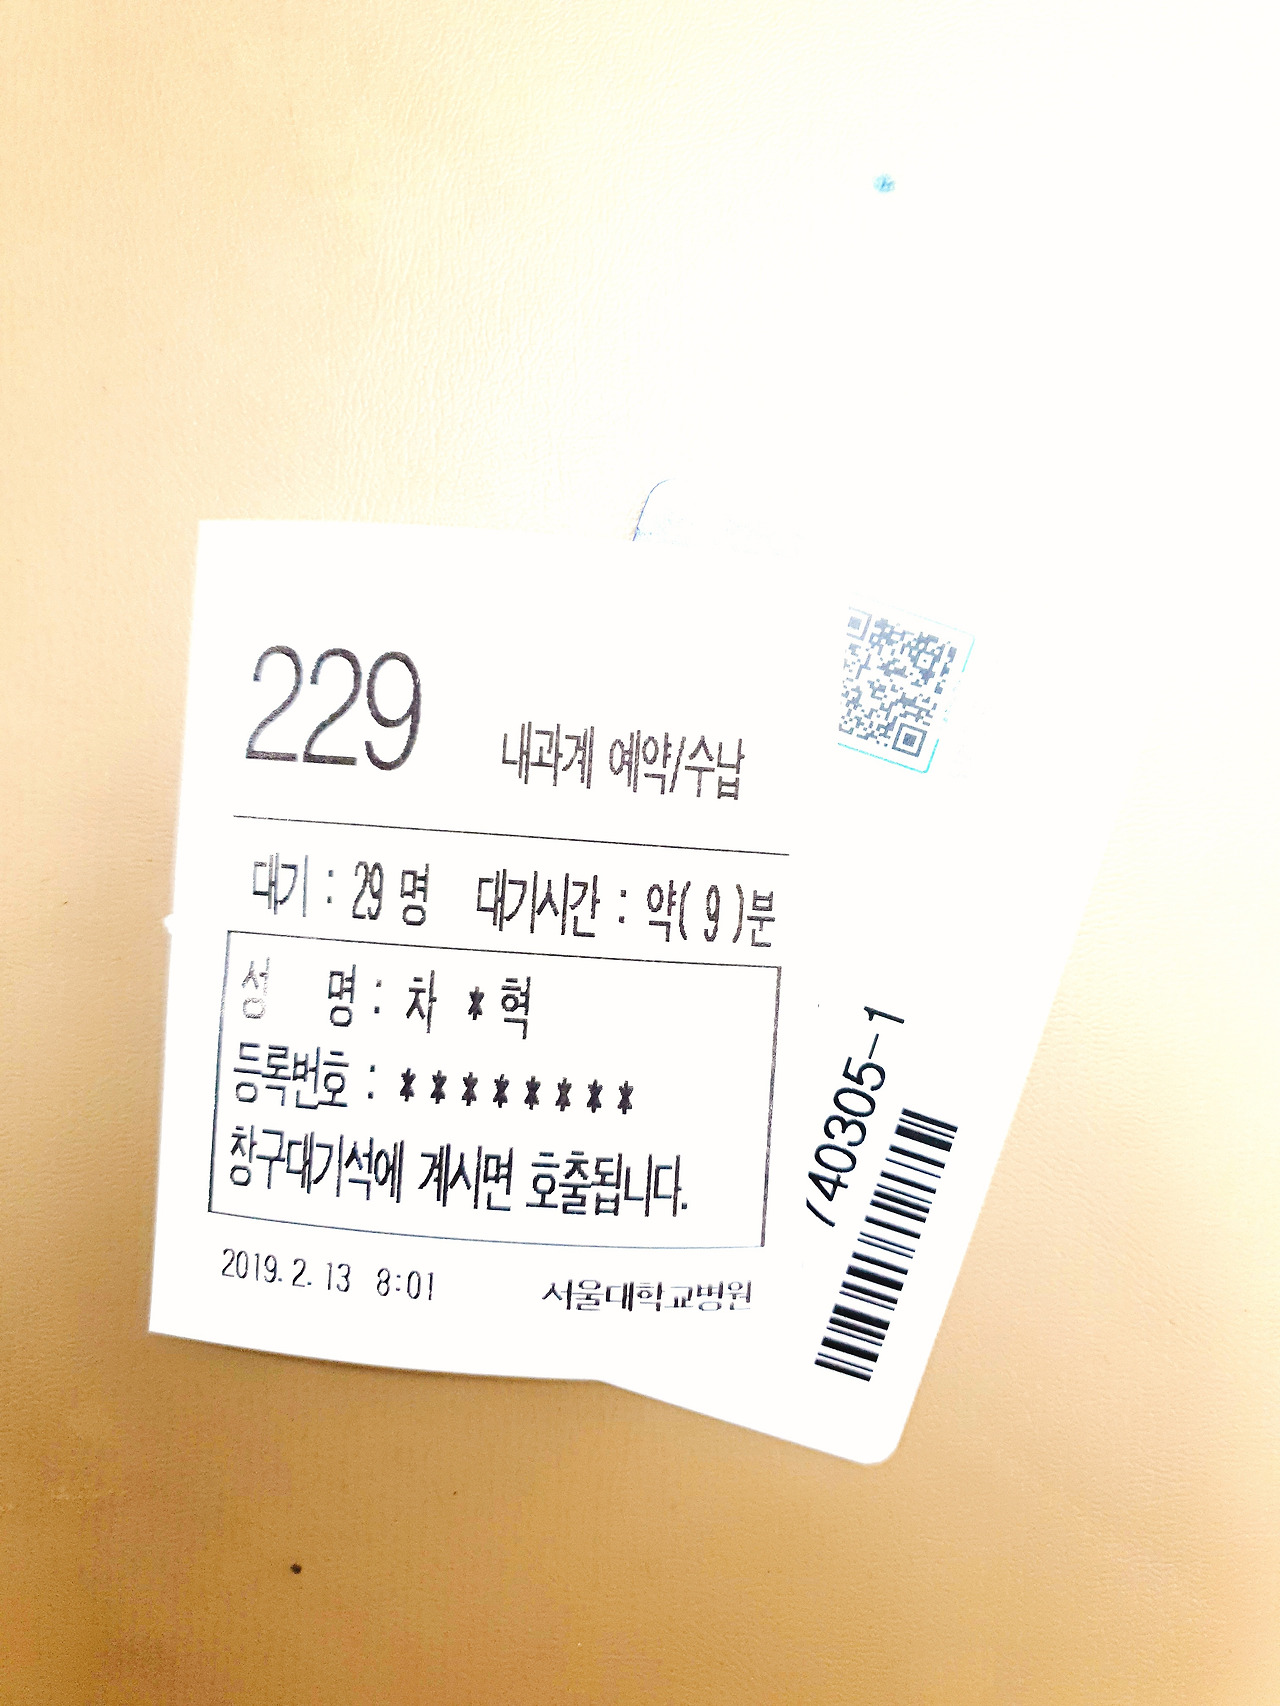 229
내과계 예약/수납
대기 : 29 명 대기시간 : 약( 9 )분
성 명 : 차 * 혁
등록번호 : * * * * * * * *
창구대기석에 계시면 호출됩니다.
2019. 2. 13 8:01 서울대학교병원
40305-1